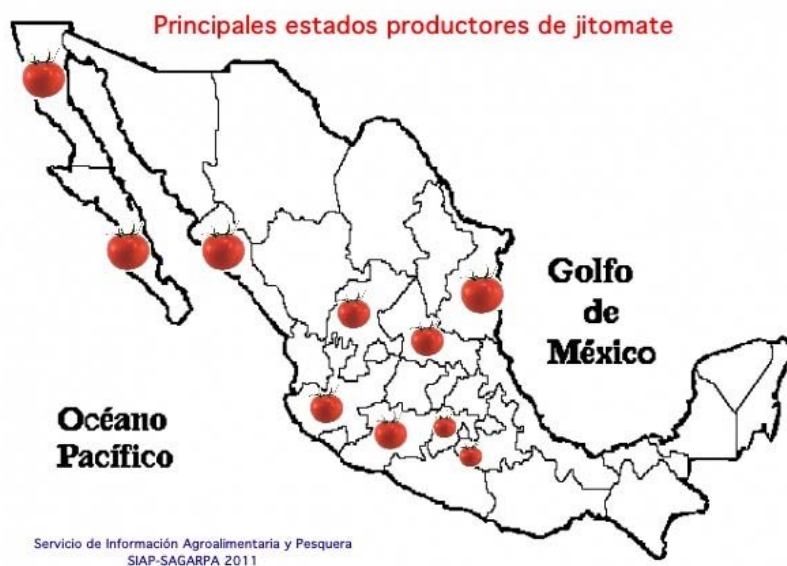 Principales estados productores de jitomate
Golfo
de
México
Océano
Pacífico
Servicio de Información Agroalimentaria y Pesquera
SIAP-SAGARPA 2011